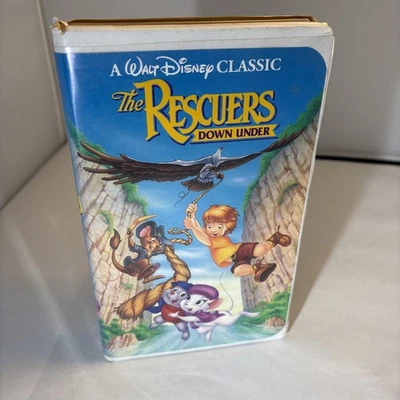 A WALT DISNEY CLASSIC
The RESCUERS
DOWN UNDER